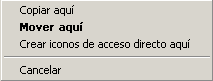 Copiar aquí
Mover aquí
Crear iconos de acceso directo aquí
Cancelar